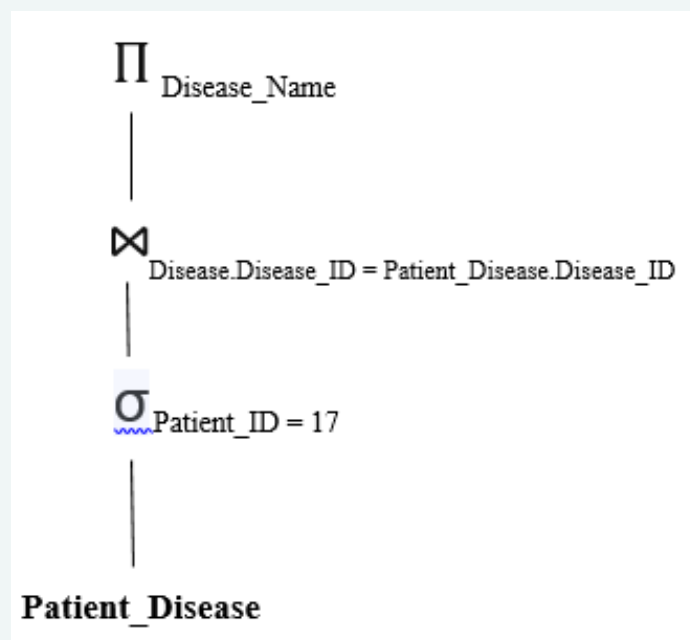 ∏ Disease_Name
⋈ Disease.Disease_ID = Patient_Disease.Disease_ID
σ Patient_ID = 17
Patient_Disease